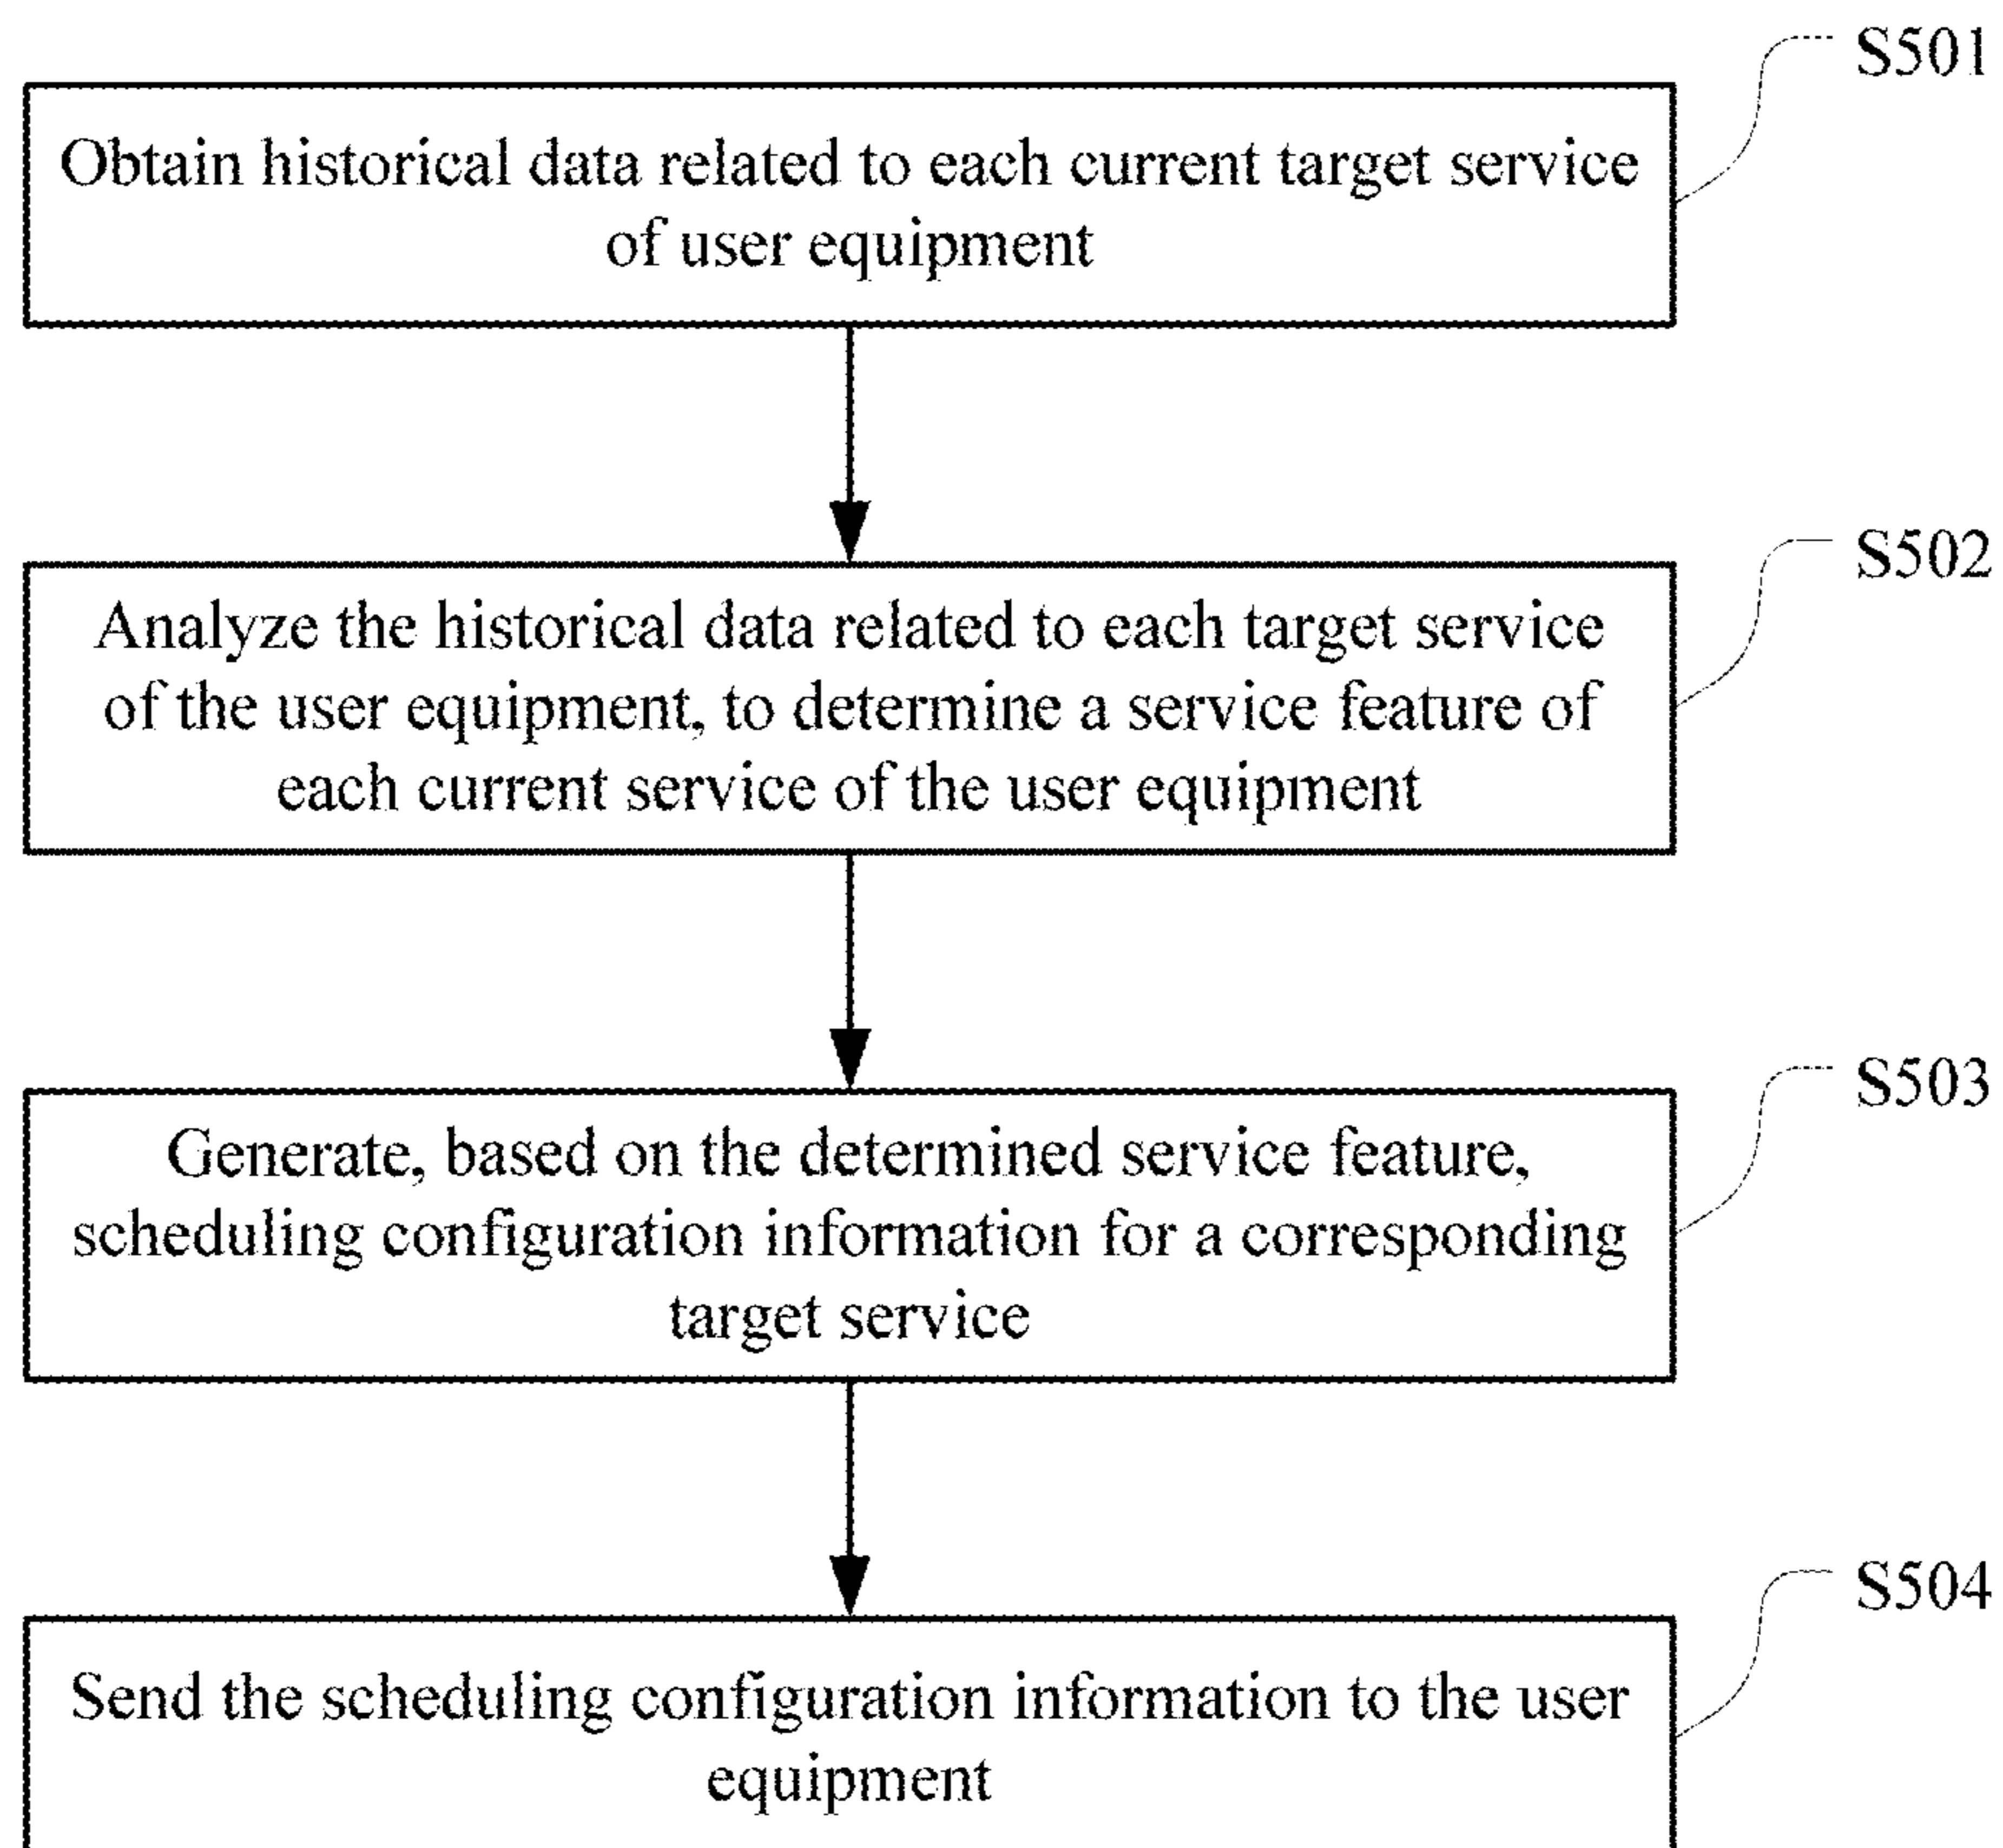 S501
Obtain historical data related to each current target service
of user equipment
S502
Analyze the historical data related to each target service
of the user equipment, to determine a service feature of
each current service of the user equipment
S503
Generate, based on the determined service feature,
scheduling configuration information for a corresponding
target service
S504
Send the scheduling configuration information to the user
equipment